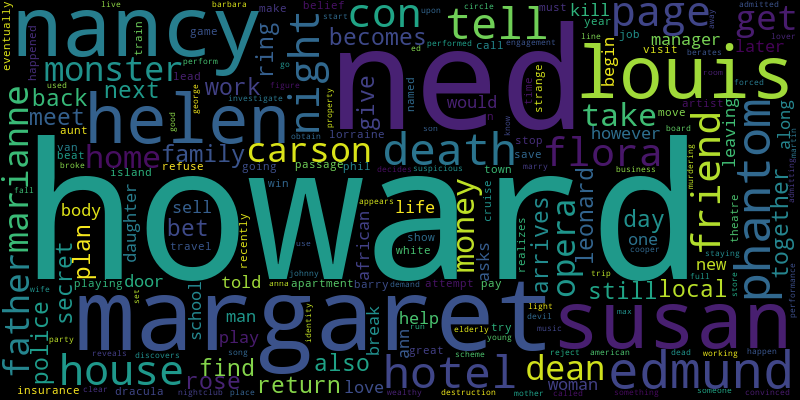 eventually live barbara circle admitted
nancy ned con tell page get
happened train game make belief kill
start upon must year job away
perform performed call engagement line manager later
monster ring becomes ed visit berates lover
night louis
used go lead figure begin room forced
back next work give named time strange artist
helen would property
meet george investigate obtain lorraine know take move
aunt good son board
van home family carson death flora however leaving
beat refuse stop save murdering
broke going passage phil suspicious town marry business
fall island win decides
howard
father marianne friend phantom together along
body sell life day
plan bet recently african money opera leonard one
daughter travel appears cruise realizes arrives theatre
secret show white asks cooper staying
wife use trip new
playing door told johnny anna apartment barry demand attempt pay still local store
school set identity light
margaret susan
party man help elderly devil try max
police play run young music
reveals song break ann great scheme reject american dead working happen
house find also hotel dean edmund
discovers rose return love woman
insurance clear dracula nightclub place wealthy destruction mother called someone something convinced
admitting martin performance full